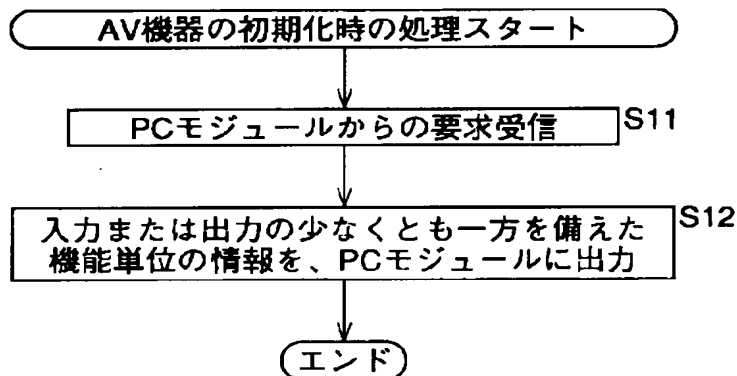 AV機器の初期化時の処理スタート
PCモジュールからの要求受信
S11
入力または出力の少なくとも一方を備えた
機能単位の情報を、PCモジュールに出力
S12
エンド